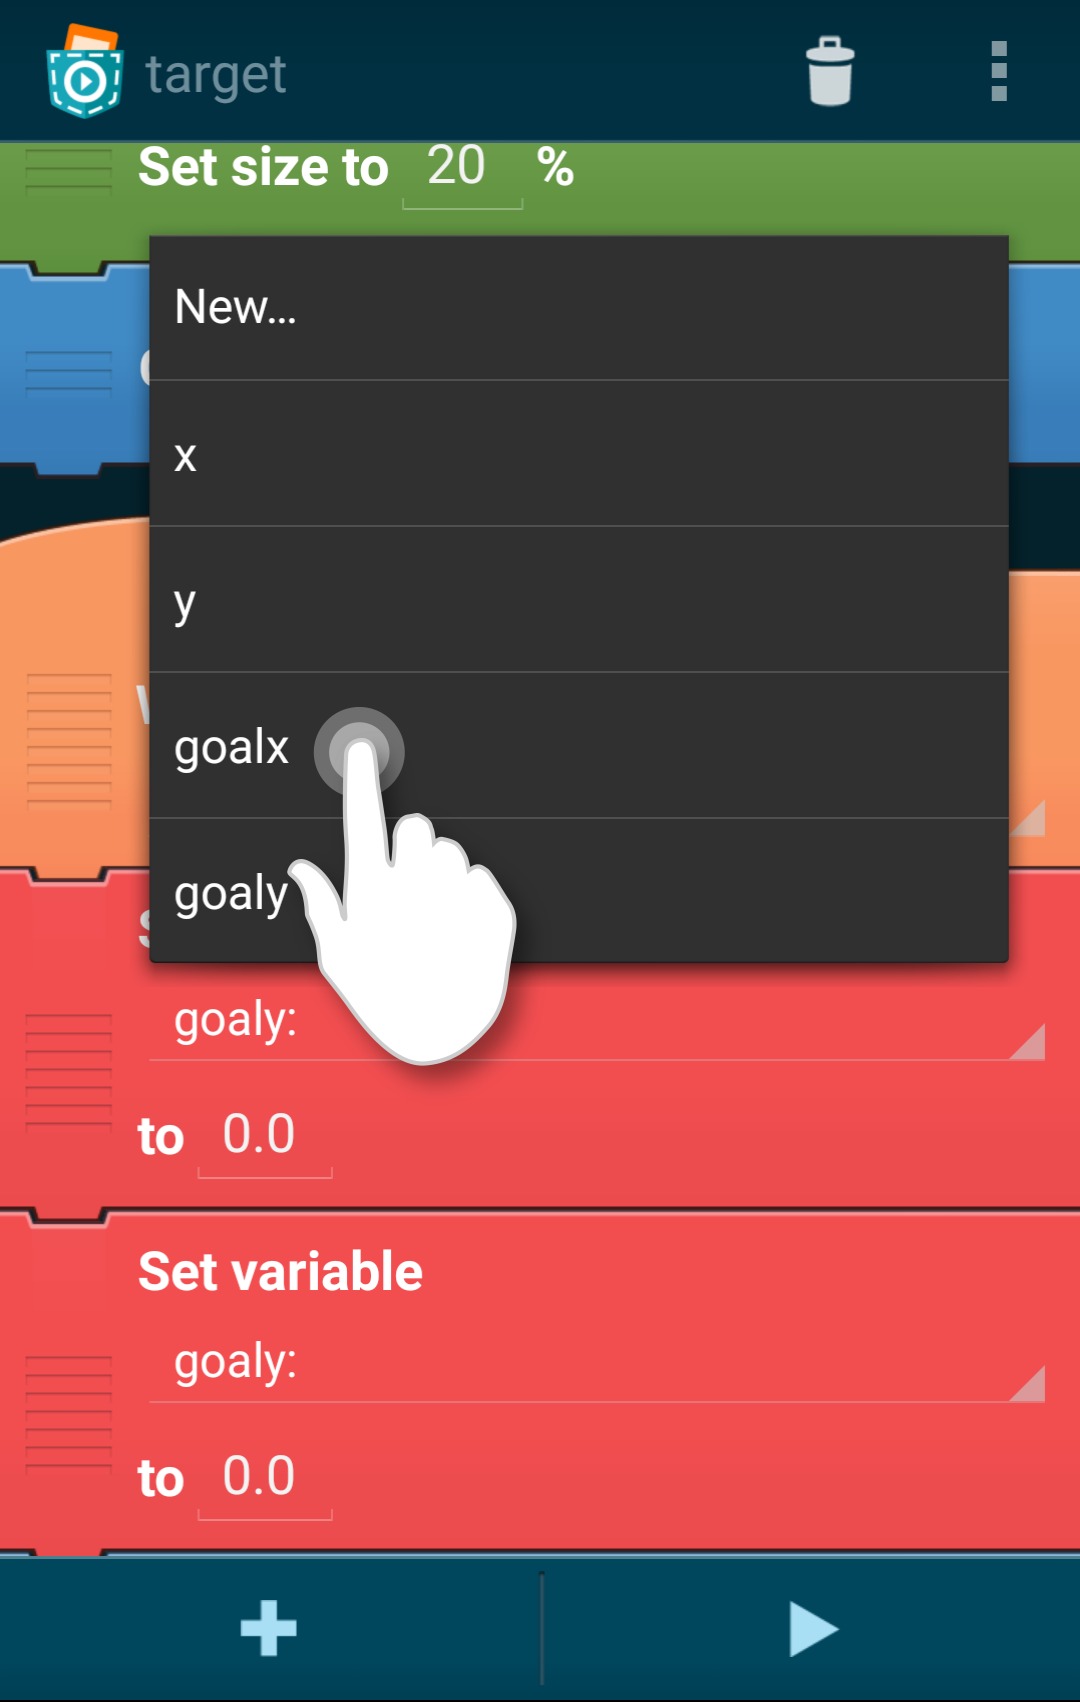 target
Set size to 20 %
New...
x
y
goalx
goaly
goaly:
to 0.0
Set variable
goaly:
to 0.0